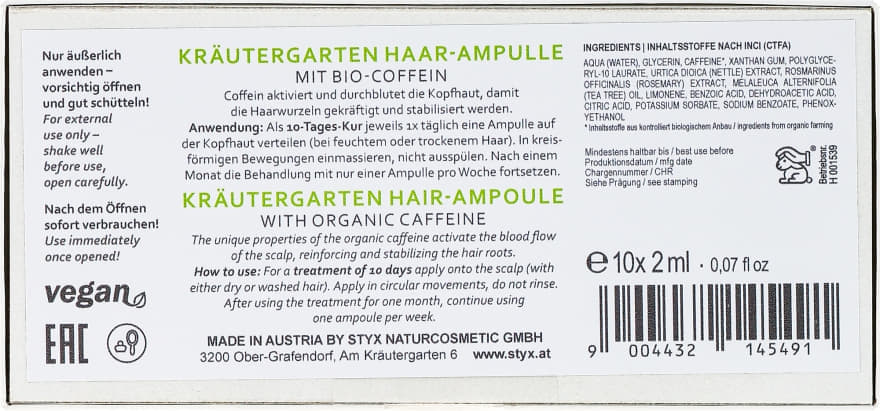 Nur äußerlich
anwenden –
vorsichtig öffnen
und gut schütteln!
For external
use only –
shake well
before use,
open carefully.
Nach dem Öffnen
sofort verbrauchen!
Use immediately
once opened!
vegan
EAC
KRÄUTERGARTEN HAAR-AMPULLE
MIT BIO-COFFEIN
Coffein aktiviert und durchblutet die Kopfhaut, damit
die Haarwurzeln gekräftigt und stabilisiert werden.
Anwendung: Als 10-Tages-Kur jeweils 1x täglich eine Ampulle auf
der Kopfhaut verteilen (bei feuchtem oder trockenem Haar). In kreis-
förmigen Bewegungen einmassieren, nicht ausspülen. Nach einem
Monat die Behandlung mit nur einer Ampulle pro Woche fortsetzen.
KRÄUTERGARTEN HAIR-AMPOULE
WITH ORGANIC CAFFEINE
The unique properties of the organic caffeine activate the blood flow
of the scalp, reinforcing and stabilizing the hair roots.
How to use: For a treatment of 10 days apply onto the scalp (with
either dry or washed hair). Apply in circular movements, do not rinse.
After using the treatment for one month, continue using
one ampoule per week.
MADE IN AUSTRIA BY STYX NATURCOSMETIC GMBH
3200 Ober-Grafendorf, Am Kräutergarten 6 www.styx.at
INGREDIENTS | INHALTSSTOFFE NACH INCI (CTFA)
AQUA (WATER), GLYCERIN, CAFFEINE*, XANTHAN GUM, POLYGLYCE-
RYL-10 LAURATE, URTICA DIOICA (NETTLE) EXTRACT, ROSMARINUS
OFFICINALIS (ROSEMARY) EXTRACT, MELALEUCA ALTERNIFOLIA
(TEA TREE) OIL, LIMONENE, BENZOIC ACID, DEHYDROACETIC ACID,
CITRIC ACID, POTASSIUM SORBATE, SODIUM BENZOATE, PHENOX-
YETHANOL
* Inhaltsstoffe aus kontrolliert biologischem Anbau / ingredients from organic farming
Mindestens haltbar bis / best use before
Produktionsdatum / mfg date
Chargennummer / CHR
Siehe Prägung / see stamping
®
Betriebsnr.
H 001539
℮ 10x 2 ml · 0,07 fl oz
9 004432 145491